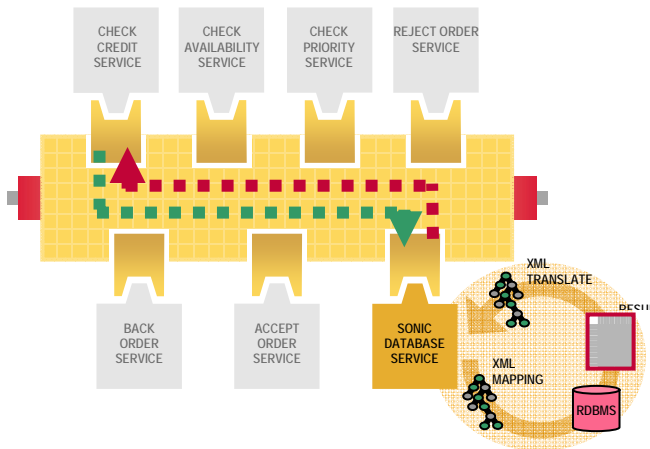 CHECK
CREDIT
SERVICE
CHECK
AVAILABILITY
SERVICE
CHECK
PRIORITY
SERVICE
REJECT ORDER
SERVICE
BACK
ORDER
SERVICE
ACCEPT
ORDER
SERVICE
SONIC
DATABASE
SERVICE
XML
TRANSLATE
XML
MAPPING
RDBMS